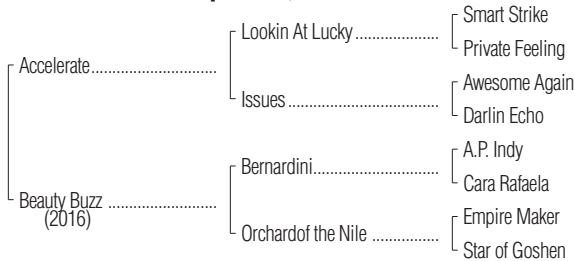 Smart Strike
Lookin At Lucky ....................
Private Feeling
Accelerate..............................
Awesome Again
Issues ....................................
Darlin Echo
A.P. Indy
Bernardini..............................
Cara Rafaela
Beauty Buzz ..........................
(2016)
Empire Maker
Orchardof the Nile ................
Star of Goshen